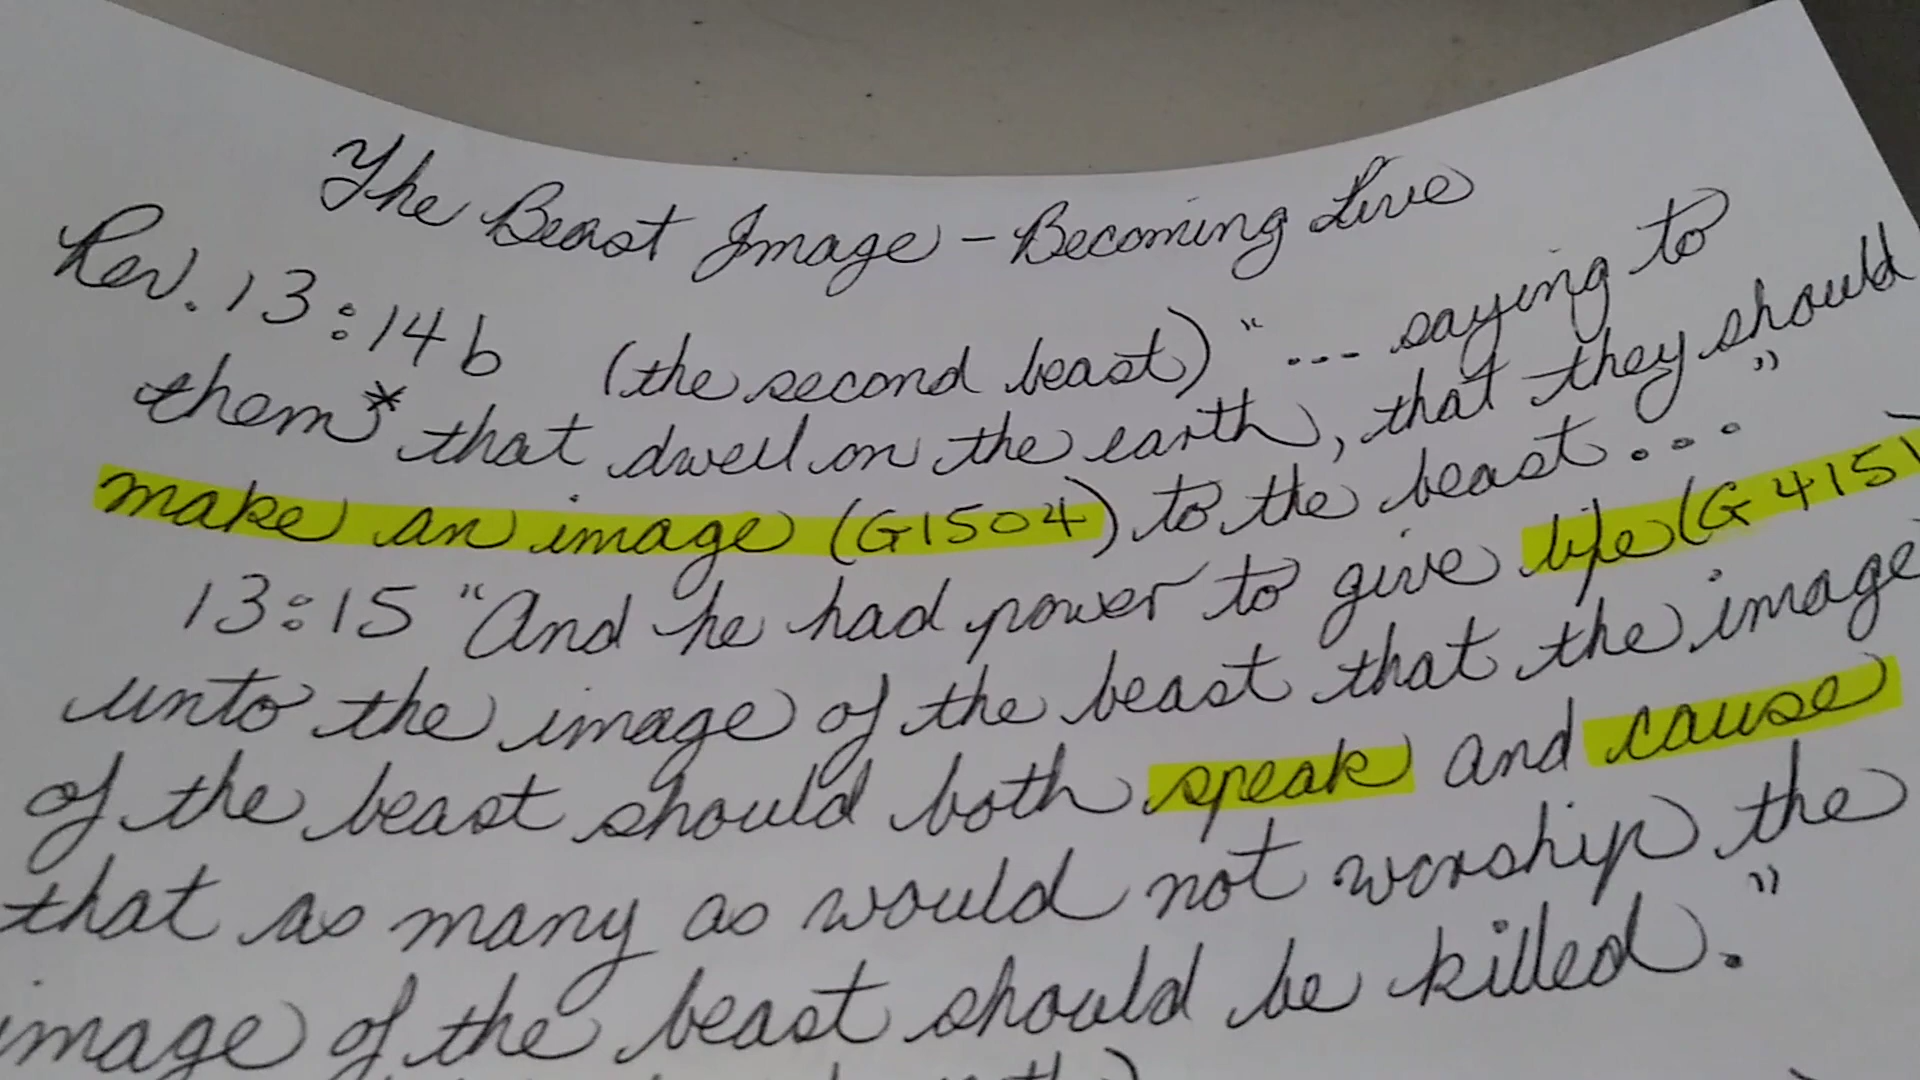 The Beast Image - Becoming Live
Rev. 13:14b (the second beast) "... saying to
them* that dwell on the earth, that they should
make an image (G1504) to the beast..."
13:15 "And he had power to give life (G4151)
unto the image of the beast that the image
of the beast should both speak and cause
that as many as would not worship the
image of the beast should be killed."